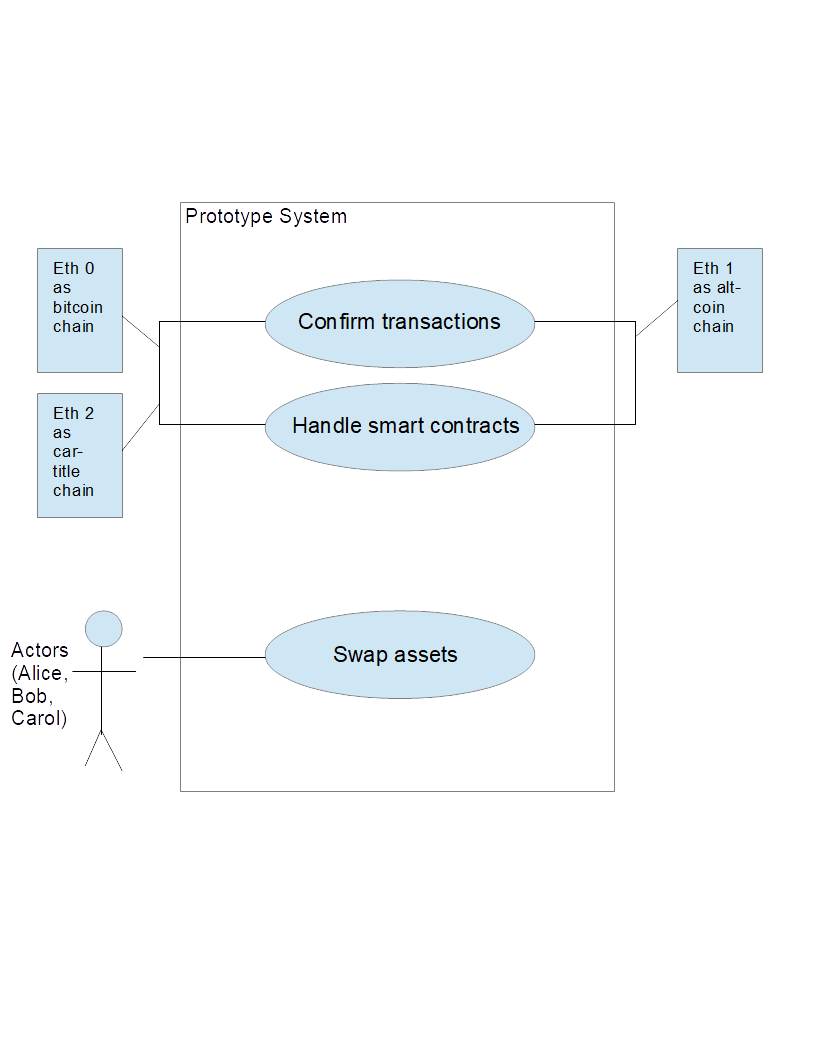 Prototype System
Eth 0
as
bitcoin
chain
Confirm transactions
Eth 1
as alt-
coin
chain
Handle smart contracts
Eth 2
as
car-
title
chain
Actors
(Alice,
Bob,
Carol)
Swap assets